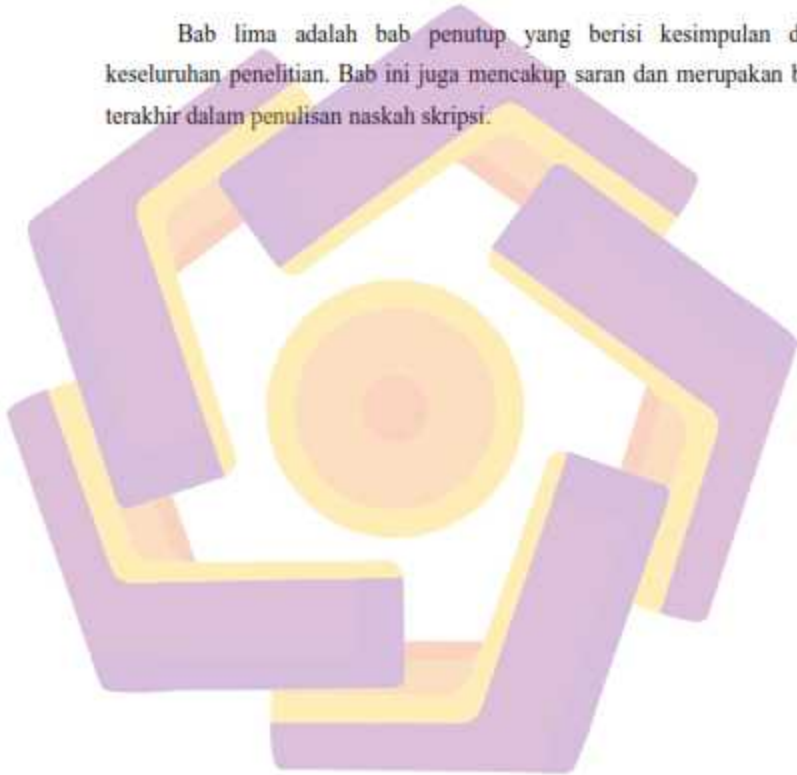 Bab lima adalah bab penutup yang berisi kesimpulan d
keseluruhan penelitian. Bab ini juga mencakup saran dan merupakan b
terakhir dalam penulisan naskah skripsi.